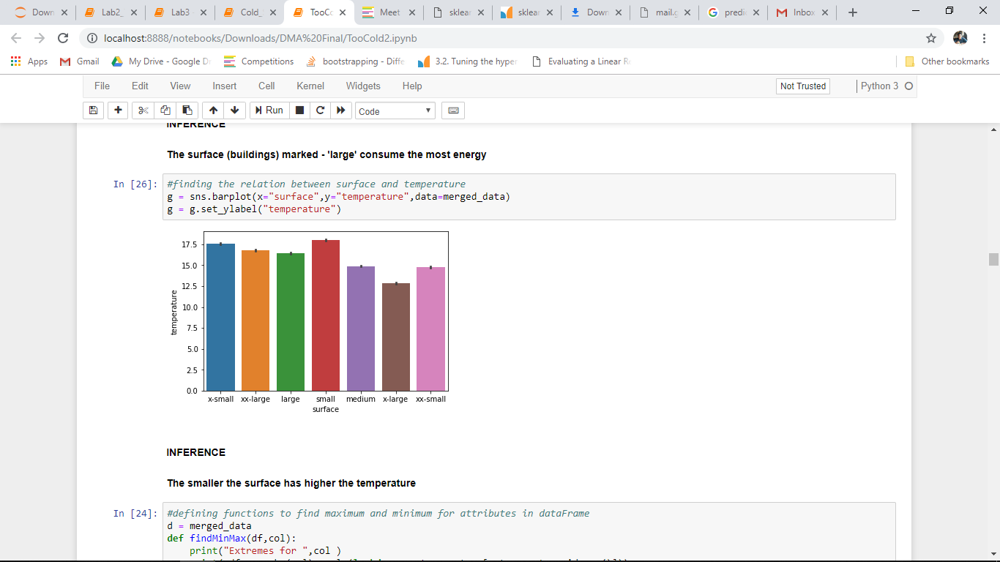 Down
Lab2_
Lab3
Cold_
TooCo
Meet
sklear
sklear
Down
mail.g
predic
Inbox
localhost:8888/notebooks/Downloads/DMA%20Final/TooCold2.ipynb
Apps
Gmail
My Drive - Google Dr
Competitions
bootstrapping - Diffe
3.2. Tuning the hyper
Evaluating a Linear Re
Other bookmarks
File Edit View Insert Cell Kernel Widgets Help
Not Trusted
Python 3
Run
Code
INFERENCE
The surface (buildings) marked - 'large' consume the most energy
In [26]:
#finding the relation between surface and temperature
g = sns.barplot(x="surface",y="temperature",data=merged_data)
g = g.set_ylabel("temperature")
17.5
15.0
12.5
10.0
7.5
5.0
2.5
0.0
temperature
x-small xx-large large small medium x-large xx-small
surface
INFERENCE
The smaller the surface has higher the temperature
In [24]:
#defining functions to find maximum and minimum for attributes in dataFrame
d = merged_data
def findMinMax(df,col):
print("Extremes for ",col )